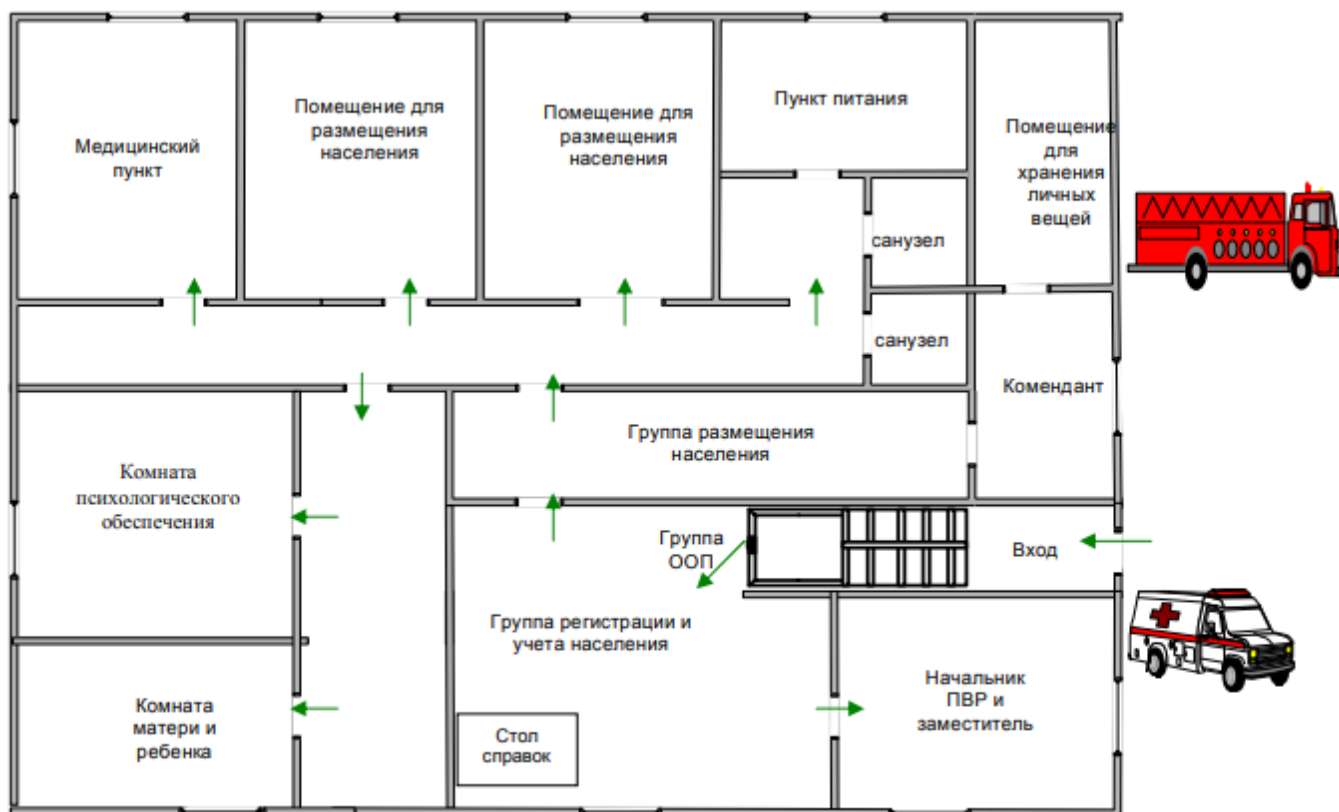 Медицинский
пункт
Помещение для
размещения
населения
Помещение для
размещения
населения
Пункт питания
Помещение
для
хранения
личных
вещей
санузел
санузел
Комендант
Группа размещения
населения
Комната
психологического
обеспечения
Группа
ООП
Вход
Группа регистрации и
учета населения
Комната
матери и
ребенка
Стол
справок
Начальник
ПВР и
заместитель